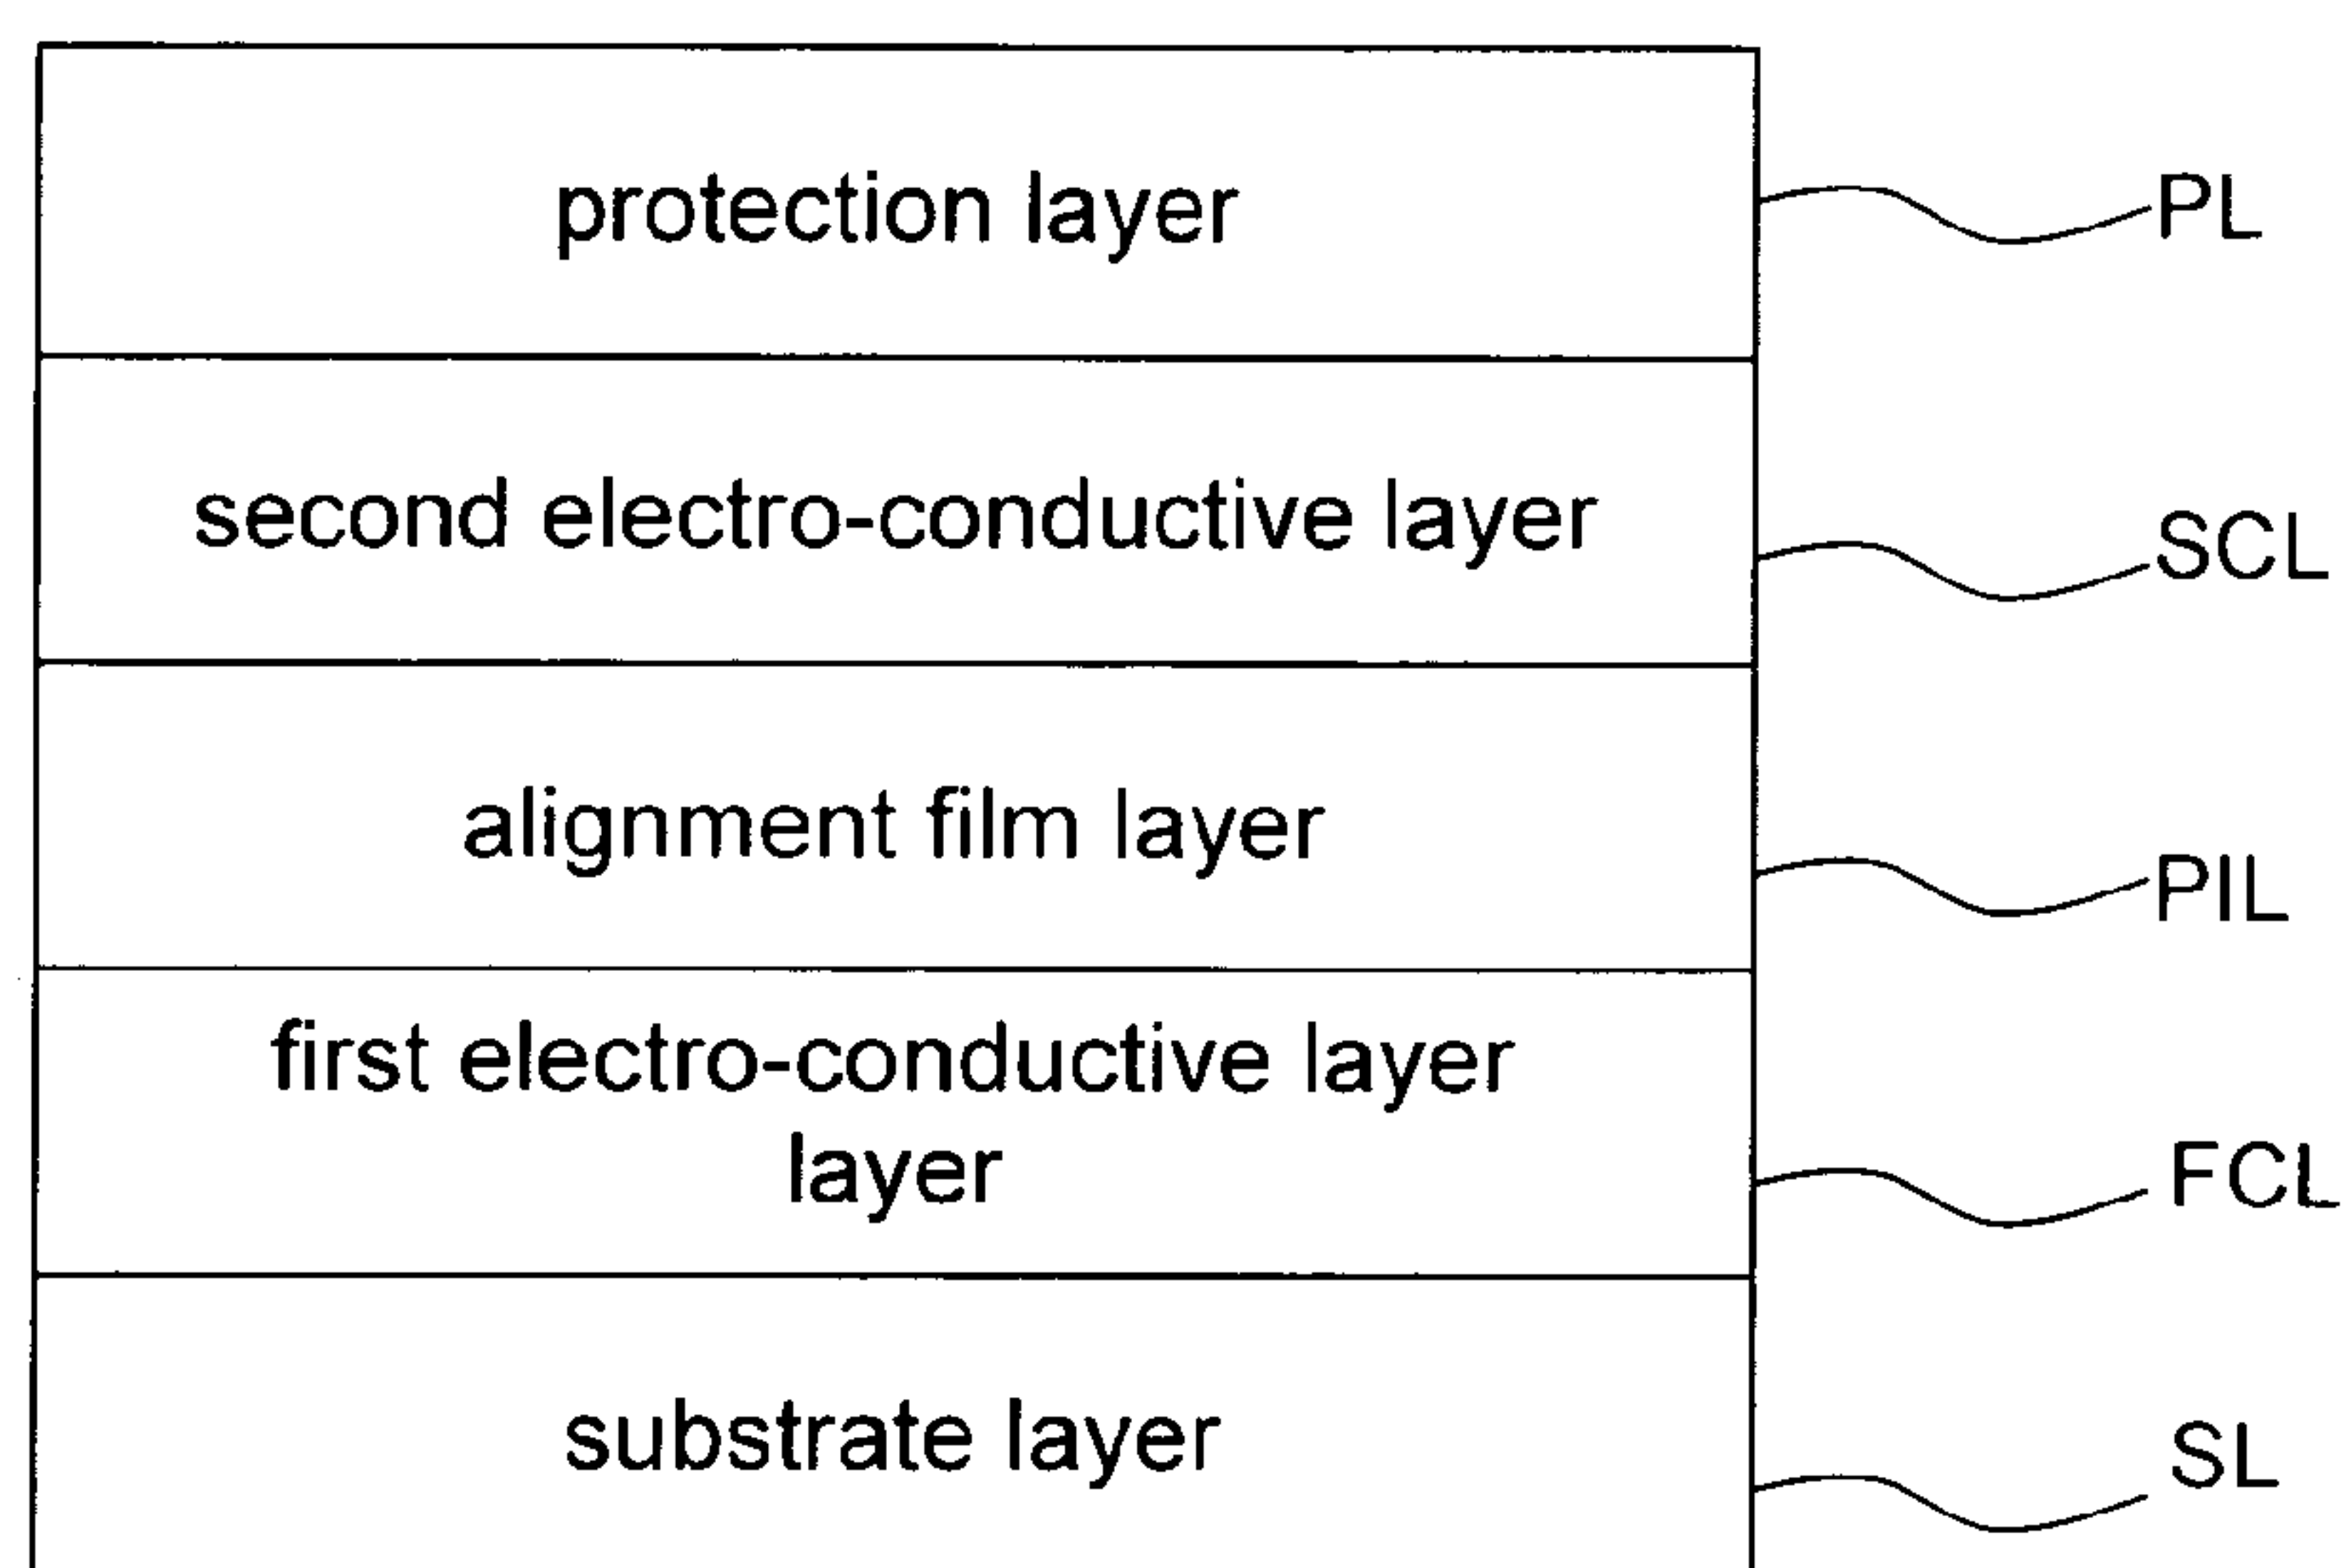 protection layer
PL
second electro-conductive layer
SCL
alignment film layer
PIL
first electro-conductive layer
layer
FCL
substrate layer
SL